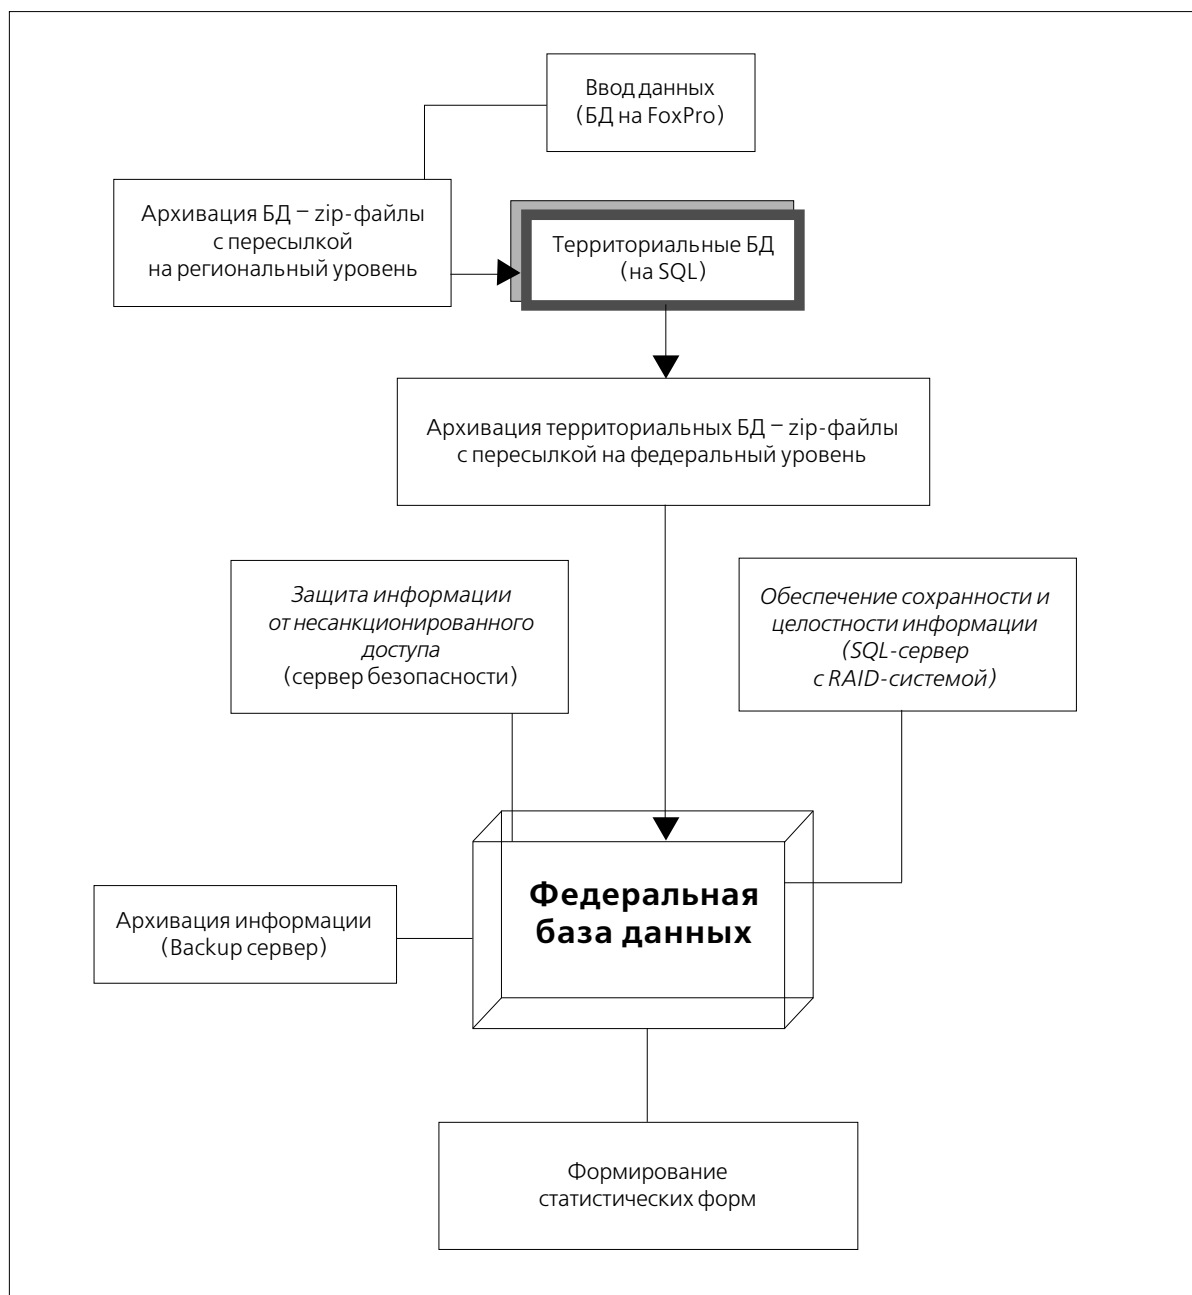 Ввод данных
(БД на FoxPro)
Архивация БД – zip-файлы
с пересылкой
на региональный уровень
Территориальные БД
(на SQL)
Архивация территориальных БД – zip-файлы
с пересылкой на федеральный уровень
Защита информации
от несанкционированного
доступа
(сервер безопасности)
Обеспечение сохранности и
целостности информации
(SQL-сервер
с RAID-системой)
Федеральная
база данных
Архивация информации
(Backup сервер)
Формирование
статистических форм